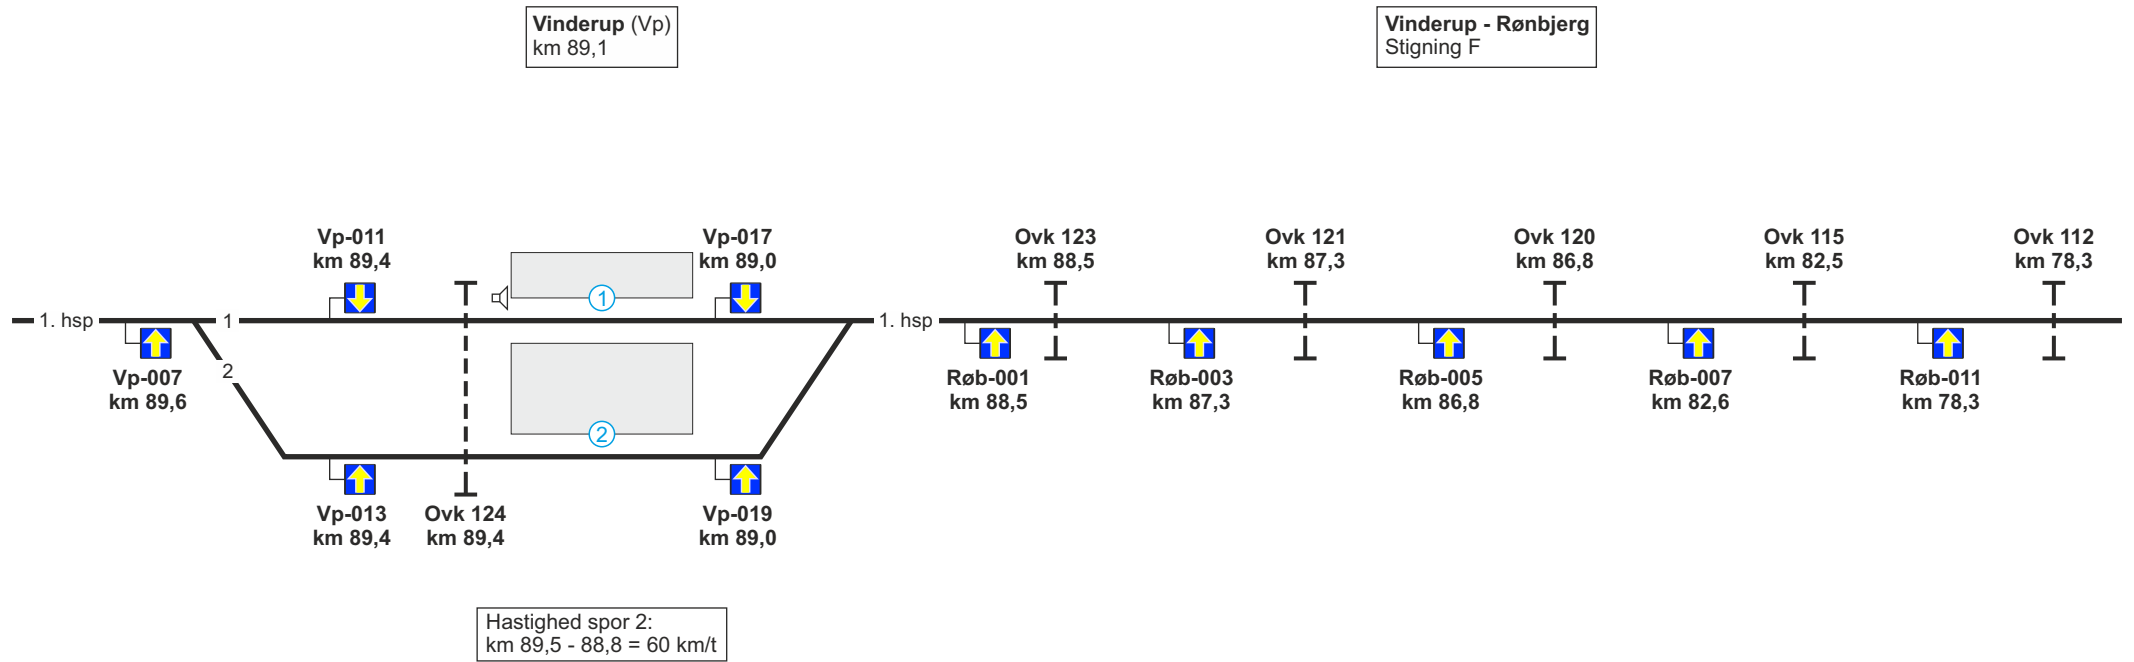 Vinderup (Vp)
km 89,1
Vinderup - Rønbjerg
Stigning F
Vp-011
km 89,4
Vp-017
km 89,0
Ovk 123
km 88,5
Ovk 121
km 87,3
Ovk 120
km 86,8
Ovk 115
km 82,5
Ovk 112
km 78,3
1
1. hsp
1
1. hsp
2
Vp-007
km 89,6
Røb-001
km 88,5
Røb-003
km 87,3
Røb-005
km 86,8
Røb-007
km 82,6
Røb-011
km 78,3
2
Vp-013
km 89,4
Ovk 124
km 89,4
Vp-019
km 89,0
Hastighed spor 2:
km 89,5 - 88,8 = 60 km/t